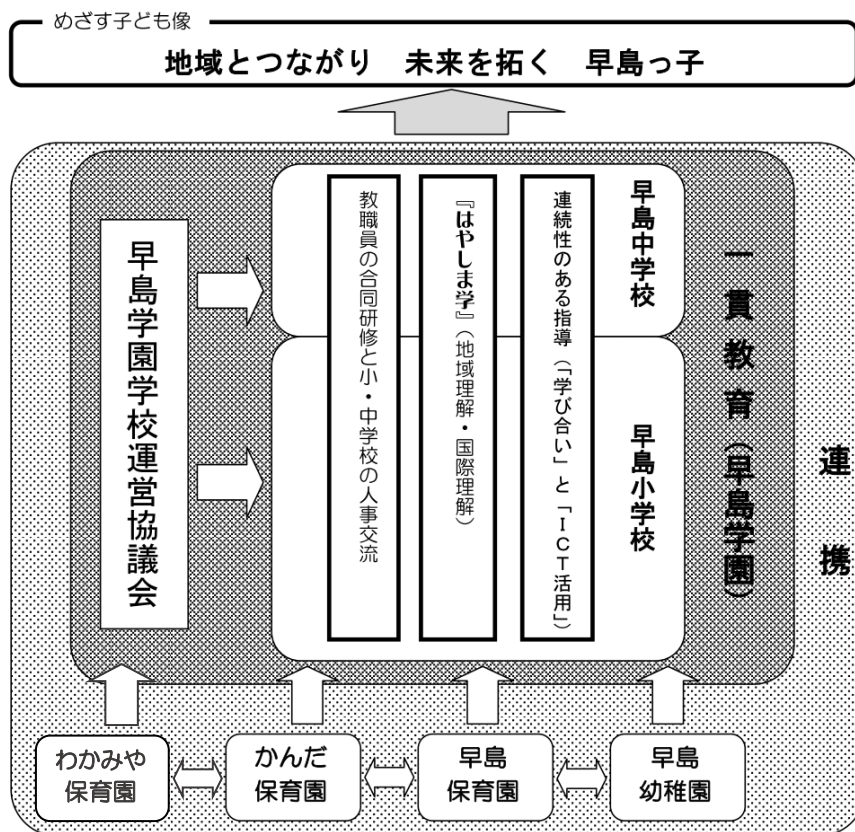 めざす子ども像
地域とつながり　未来を拓く　早島っ子
連携
一貫教育（早島学園）
早島中学校
早島小学校
連続性のある指導（「学び合い」と「ICT活用」）
『はやしま学』（地域理解・国際理解）
教職員の合同研修と小・中学校の人事交流
早島学園学校運営協議会
わかみや
保育園
かんだ
保育園
早島
保育園
早島
幼稚園